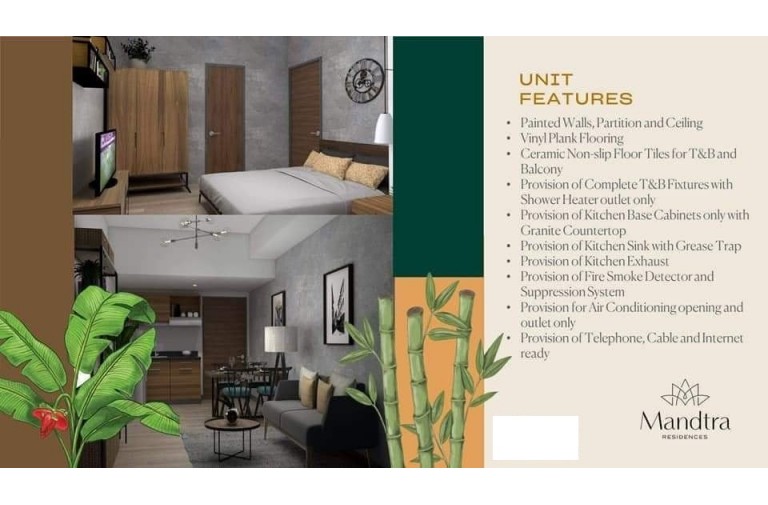 UNIT
FEATURES
• Painted Walls, Partition and Ceiling
• Vinyl Plank Flooring
• Ceramic Non-slip Floor Tiles for T&B and
Balcony
• Provision of Complete T&B Fixtures with
Shower Heater outlet only
• Provision of Kitchen Base Cabinets only with
Granite Countertop
• Provision of Kitchen Sink with Grease Trap
• Provision of Kitchen Exhaust
• Provision of Fire Smoke Detector and
Suppression System
• Provision for Air Conditioning opening and
outlet only
• Provision of Telephone, Cable and Internet
ready
Mandtra
RESIDENCES